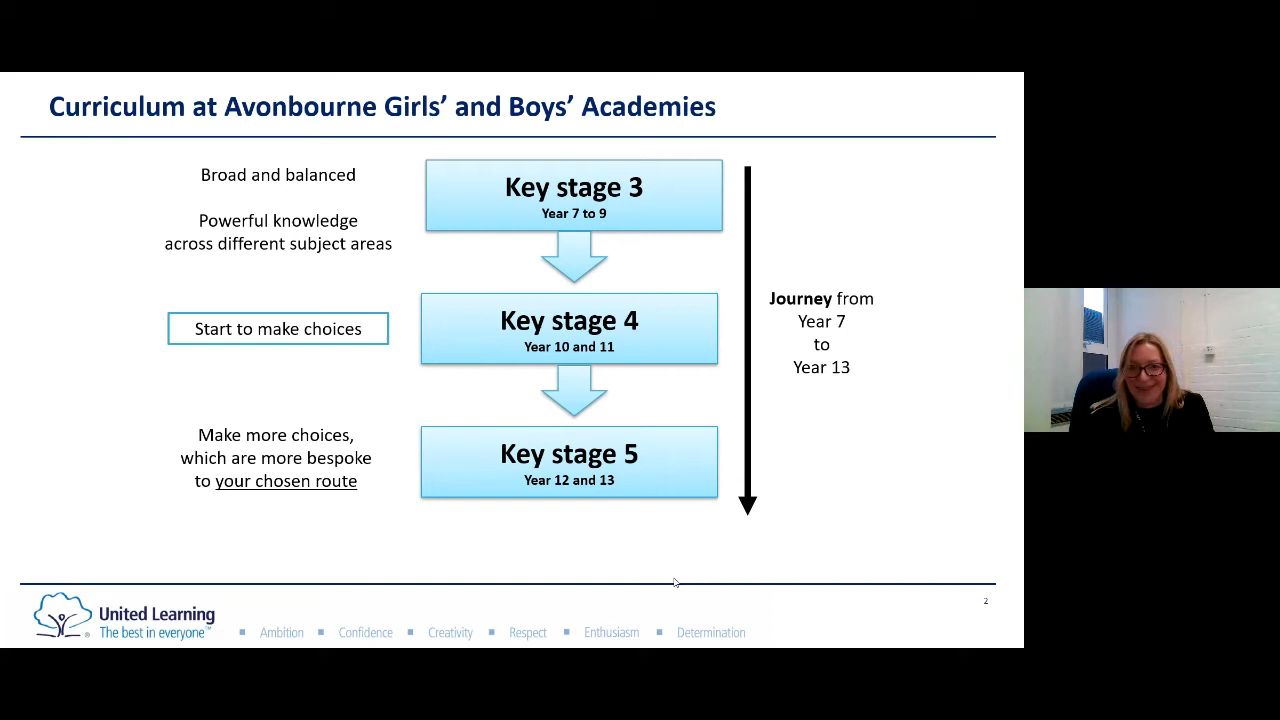 Curriculum at Avonbourne Girls' and Boys' Academies
Broad and balanced
Powerful knowledge
across different subject areas
Key stage 3
Year 7 to 9
Start to make choices
Key stage 4
Year 10 and 11
Journey from
Year 7
to
Year 13
Make more choices,
which are more bespoke
to your chosen route
Key stage 5
Year 12 and 13
2
United Learning
The best in everyone™
®
■ Ambition ■ Confidence ■ Creativity ■ Respect ■ Enthusiasm ■ Determination